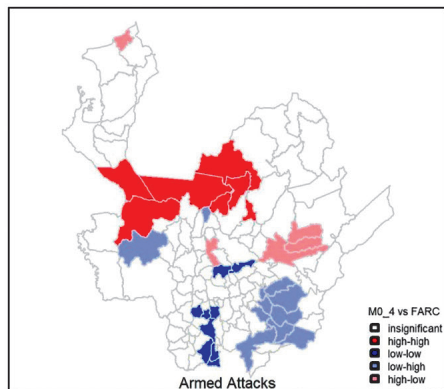 M0_4 vs FARC
insignificant
high-high
low-low
low-high
high-low
Armed Attacks